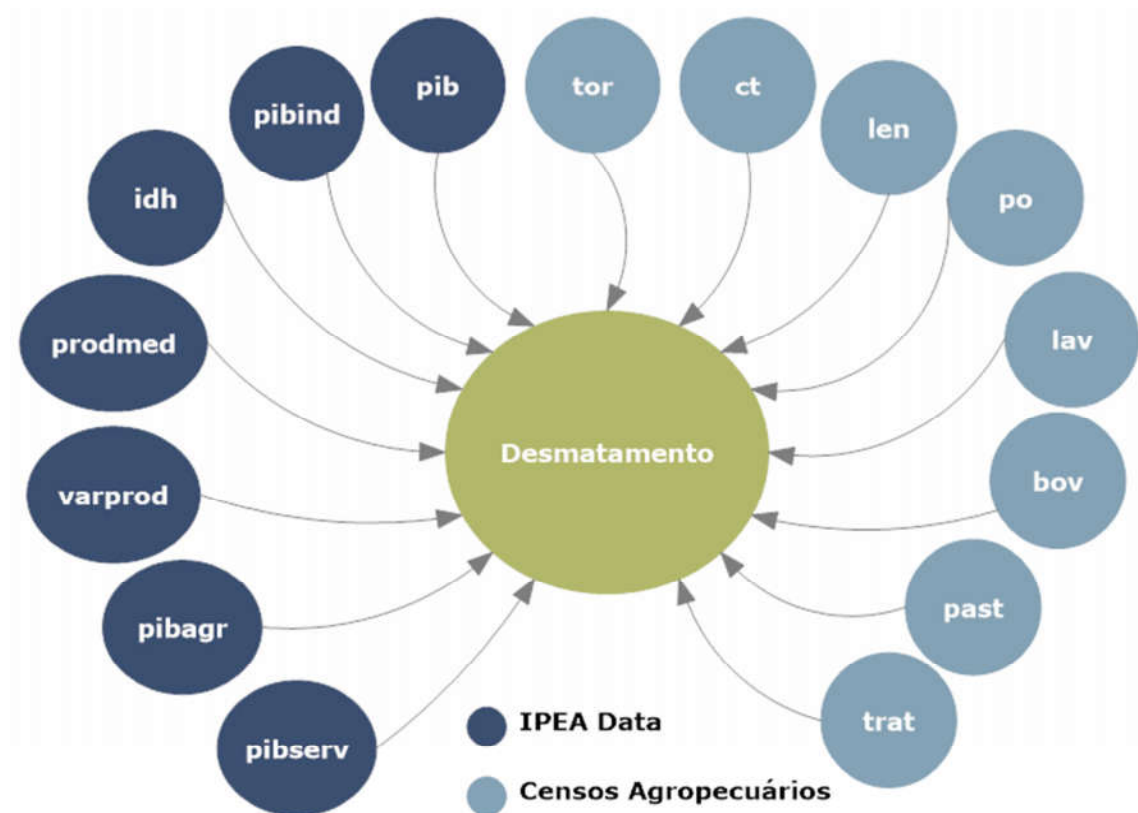 pib
tor
ct
pibind
len
idh
po
prodmed
lav
Desmatamento
varprod
bov
pibagr
past
pibserv
trat
IPEA Data
Censos Agropecuários